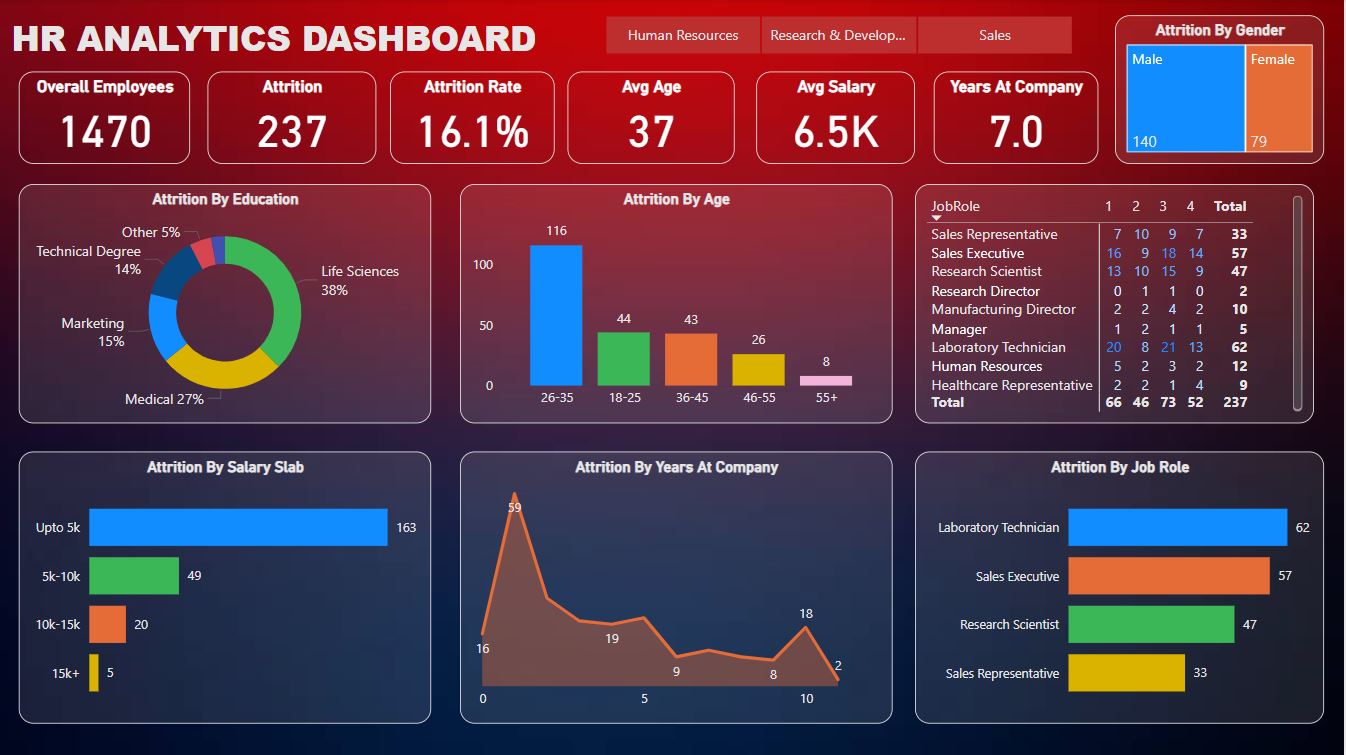 HR ANALYTICS DASHBOARD
Human Resources
Research & Develop...
Sales
Attrition By Gender
Male
Female
140
79
Overall Employees
1470
Attrition
237
Attrition Rate
16.1%
Avg Age
37
Avg Salary
6.5K
Years At Company
7.0
Attrition By Education
Other 5%
Technical Degree
14%
Life Sciences
38%
Marketing
15%
Medical 27%
Attrition By Age
116
100
44
43
50
26
8
0
26-35 18-25 36-45 46-55 55+
JobRole 1 2 3 4 Total
Sales Representative 7 10 9 7 33
Sales Executive 16 9 18 14 57
Research Scientist 13 10 15 9 47
Research Director 0 1 1 0 2
Manufacturing Director 2 2 4 2 10
Manager 1 2 1 1 5
Laboratory Technician 20 8 21 13 62
Human Resources 5 2 3 2 12
Healthcare Representative 2 2 1 4 9
Total 66 46 73 52 237
Attrition By Salary Slab
Upto 5k 163
5k-10k 49
10k-15k 20
15k+ 5
Attrition By Years At Company
59
18
19
16
2
9
8
0 5 10
Attrition By Job Role
Laboratory Technician 62
Sales Executive 57
Research Scientist 47
Sales Representative 33